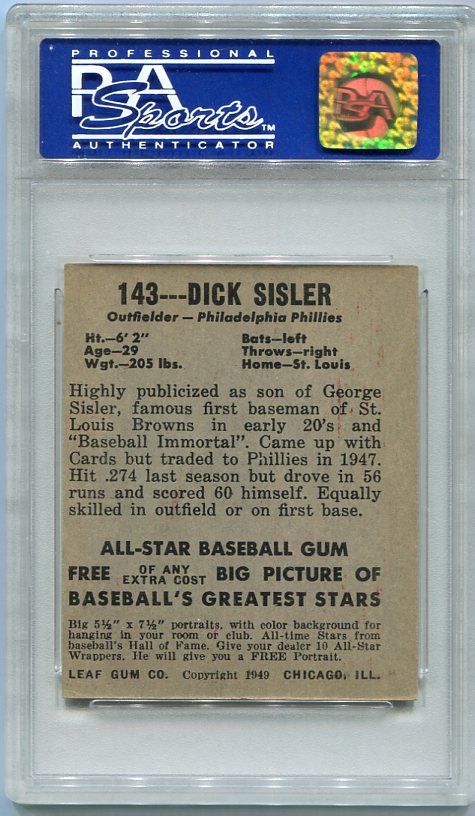 PROFESSIONAL
PSA
Sports™
AUTHENTICATOR
PSA
143---DICK SISLER
Outfielder — Philadelphia Phillies
Ht.—6' 2" Bats—left
Age—29 Throws—right
Wgt.—205 lbs. Home—St. Louis
Highly publicized as son of George
Sisler, famous first baseman of St.
Louis Browns in early 20's and
"Baseball Immortal". Came up with
Cards but traded to Phillies in 1947.
Hit .274 last season but drove in 56
runs and scored 60 himself. Equally
skilled in outfield or on first base.
ALL-STAR BASEBALL GUM
FREE OF ANY EXTRA COST BIG PICTURE OF
BASEBALL'S GREATEST STARS
Big 5½" x 7½" portraits, with color background for
hanging in your room or club. All-time Stars from
baseball's Hall of Fame. Give your dealer 10 All-Star
Wrappers. He will give you a FREE Portrait.
LEAF GUM CO. Copyright 1949 CHICAGO, ILL.